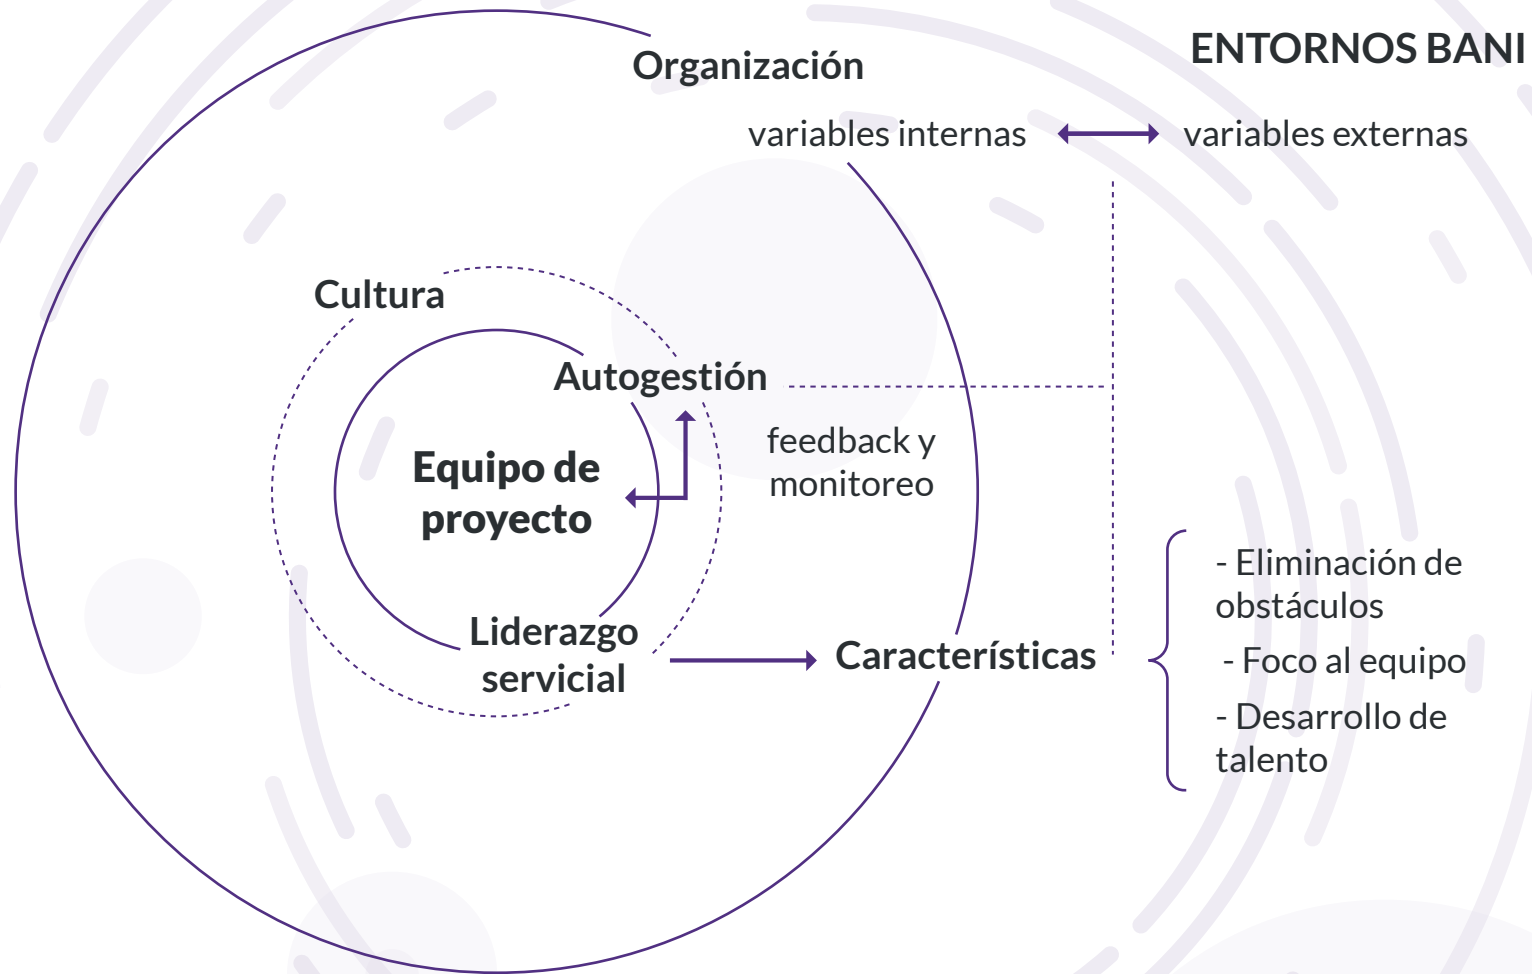 ENTORNOS BANI
Organización
variables internas
variables externas
Cultura
Autogestión
feedback y
monitoreo
Equipo de
proyecto
Liderazgo
servicial
Características
- Eliminación de
obstáculos
- Foco al equipo
- Desarrollo de
talento